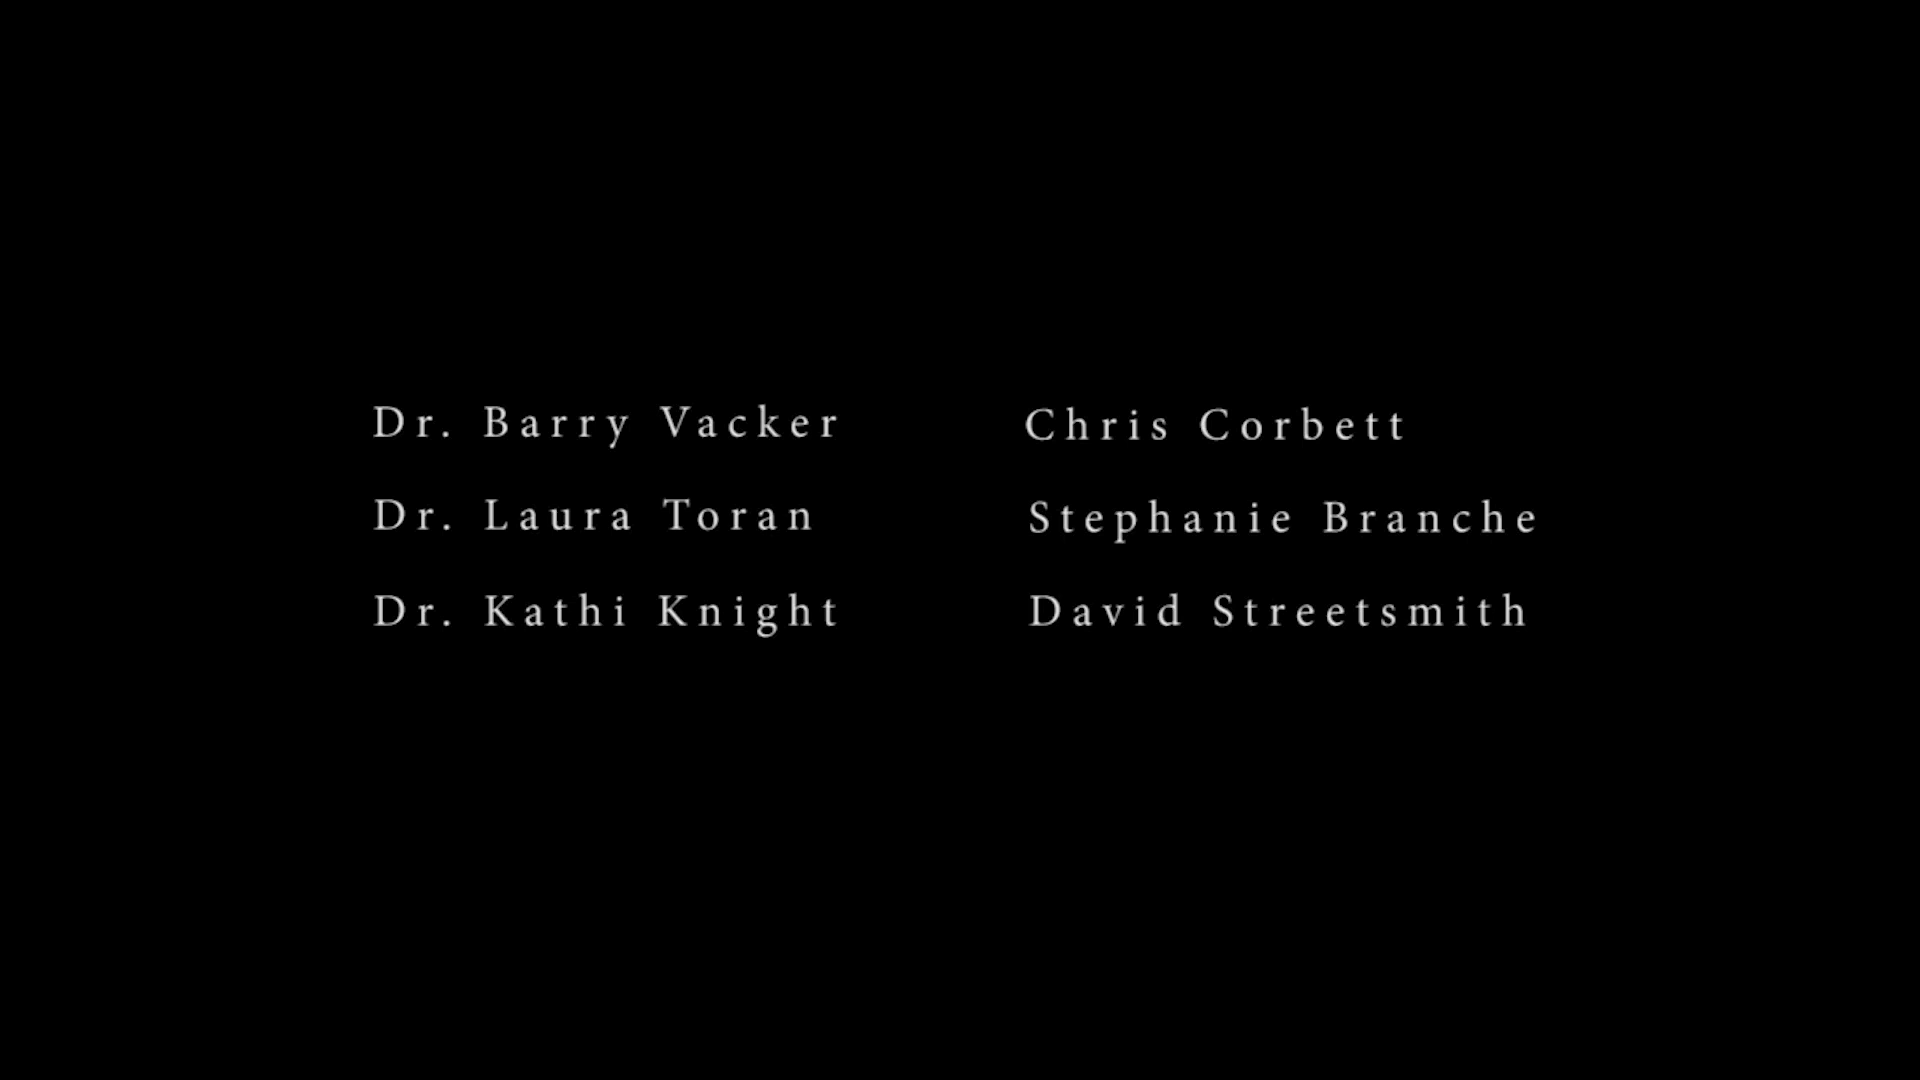 Dr. Barry Vacker
Dr. Laura Toran
Dr. Kathi Knight
Chris Corbett
Stephanie Branche
David Streetsmith